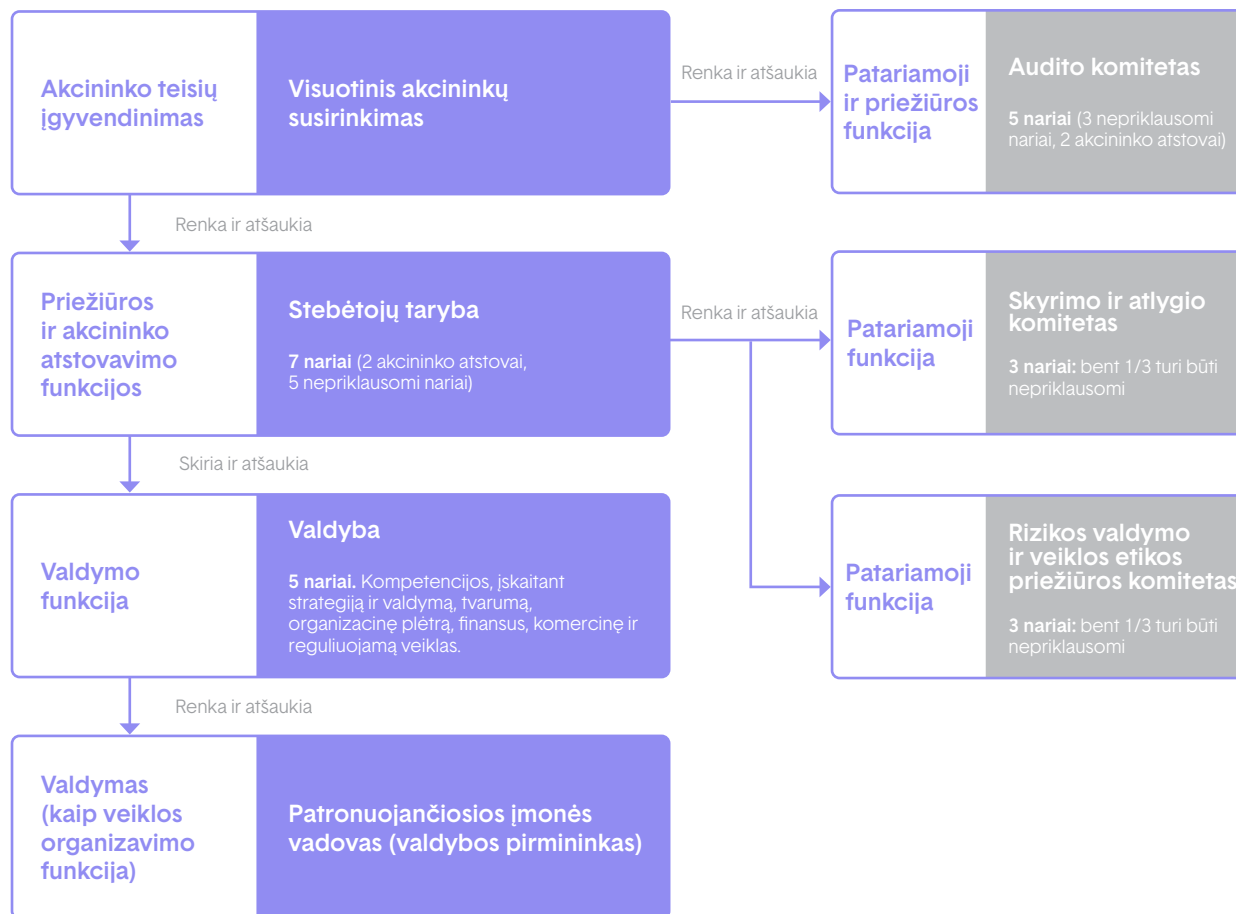 Akcininko teisių
įgyvendinimas
Visuotinis akcininkų
susirinkimas
Renka ir atšaukia
Patariamoji
ir priežiūros
funkcija
Audito komitetas
5 nariai (3 nepriklausomi
nariai, 2 akcininko atstovai)
Renka ir atšaukia
Priežiūros
ir akcininko
atstovavimo
funkcijos
Stebėtojų taryba
7 nariai (2 akcininko atstovai,
5 nepriklausomi nariai)
Renka ir atšaukia
Patariamoji
funkcija
Skyrimo ir atlygio
komitetas
3 nariai: bent 1/3 turi būti
nepriklausomi
Skiria ir atšaukia
Valdymo
funkcija
Valdyba
5 nariai. Kompetencijos, įskaitant
strategiją ir valdymą, tvarumą,
organizacinę plėtrą, finansus, komercinę ir
reguliuojamą veiklas.
Patariamoji
funkcija
Rizikos valdymo
ir veiklos etikos
priežiūros komitetas
3 nariai: bent 1/3 turi būti
nepriklausomi
Renka ir atšaukia
Valdymas
(kaip veiklos
organizavimo
funkcija)
Patronuojančiosios įmonės
vadovas (valdybos pirmininkas)